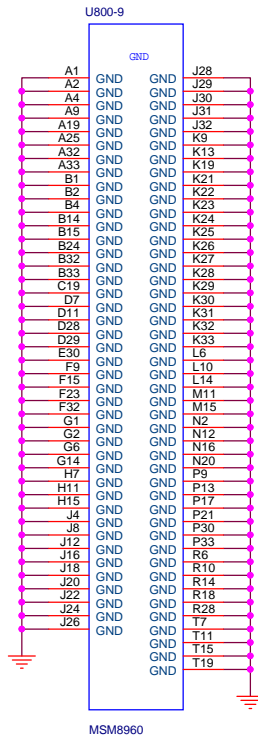 U800-9
GND
A1 GND GND J28
A2 GND GND J29
A4 GND GND J30
A9 GND GND J31
A19 GND GND J32
A25 GND GND K9
A32 GND GND K13
A33 GND GND K19
B1 GND GND K21
B2 GND GND K22
B4 GND GND K23
B14 GND GND K24
B15 GND GND K25
B24 GND GND K26
B32 GND GND K27
B33 GND GND K28
C19 GND GND K29
D7 GND GND K30
D11 GND GND K31
D28 GND GND K32
D29 GND GND K33
E30 GND GND L6
F9 GND GND L10
F15 GND GND L14
F23 GND GND M11
F32 GND GND M15
G1 GND GND N2
G2 GND GND N12
G6 GND GND N16
G14 GND GND N20
H7 GND GND P9
H11 GND GND P13
H15 GND GND P17
J4 GND GND P21
J8 GND GND P30
J12 GND GND P33
J16 GND GND R6
J18 GND GND R10
J20 GND GND R14
J22 GND GND R18
J24 GND GND R28
J26 GND GND T7
GND T11
GND T15
GND T19
MSM8960